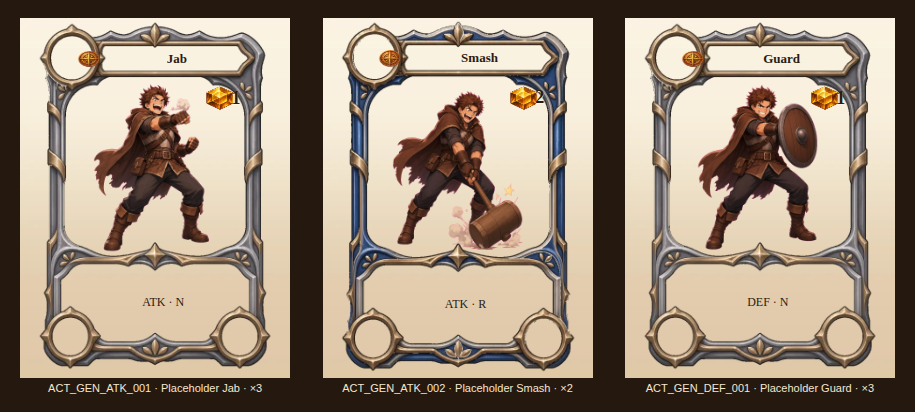 Jab
1
ATK · N
ACT_GEN_ATK_001 · Placeholder Jab · ×3
Smash
2
ATK · R
ACT_GEN_ATK_002 · Placeholder Smash · ×2
Guard
1
DEF · N
ACT_GEN_DEF_001 · Placeholder Guard · ×3